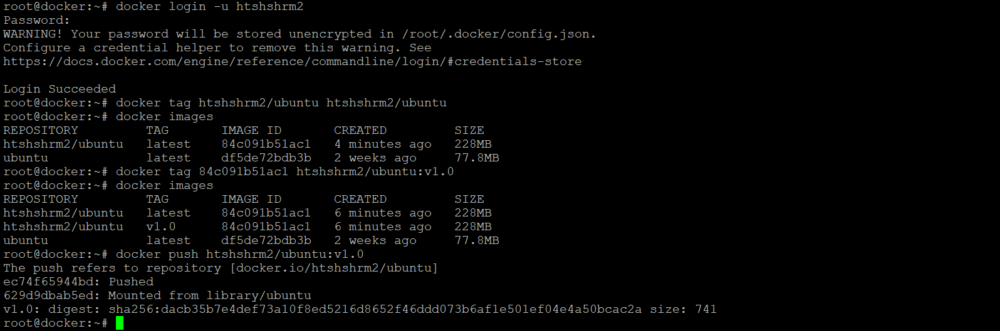 root@docker:~# docker login -u htshshrm2
Password:
WARNING! Your password will be stored unencrypted in /root/.docker/config.json.
Configure a credential helper to remove this warning. See
https://docs.docker.com/engine/reference/commandline/login/#credentials-store
Login Succeeded
root@docker:~# docker tag htshshrm2/ubuntu htshshrm2/ubuntu
root@docker:~# docker images
REPOSITORY TAG IMAGE ID CREATED SIZE
htshshrm2/ubuntu latest 84c091b51ac1 4 minutes ago 228MB
ubuntu latest df5de72bdb3b 2 weeks ago 77.8MB
root@docker:~# docker tag 84c091b51ac1 htshshrm2/ubuntu:v1.0
root@docker:~# docker images
REPOSITORY TAG IMAGE ID CREATED SIZE
htshshrm2/ubuntu latest 84c091b51ac1 6 minutes ago 228MB
htshshrm2/ubuntu v1.0 84c091b51ac1 6 minutes ago 228MB
ubuntu latest df5de72bdb3b 2 weeks ago 77.8MB
root@docker:~# docker push htshshrm2/ubuntu:v1.0
The push refers to repository [docker.io/htshshrm2/ubuntu]
ec74f65944bd: Pushed
629d9dbab5ed: Mounted from library/ubuntu
v1.0: digest: sha256:dacb35b7e4def73a10f8ed5216d8652f46ddd073b6af1e501ef04e4a50bcac2a size: 741
root@docker:~#